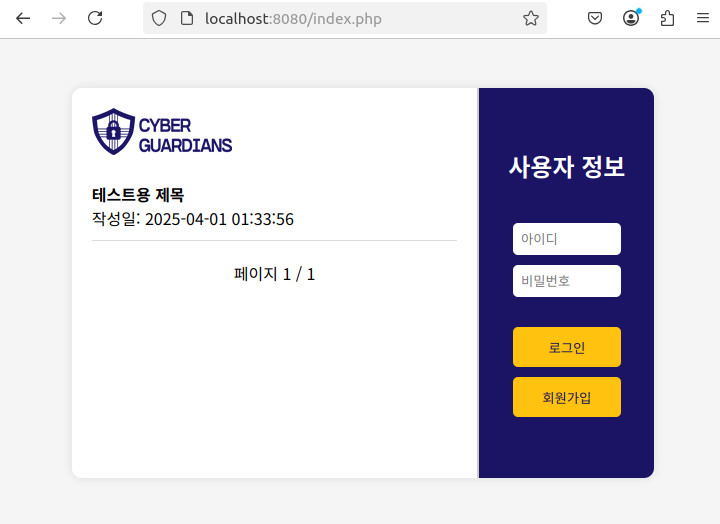 localhost:8080/index.php
CYBER
GUARDIANS
테스트용 제목
작성일: 2025-04-01 01:33:56
페이지 1 / 1
사용자 정보
아이디
비밀번호
로그인
회원가입